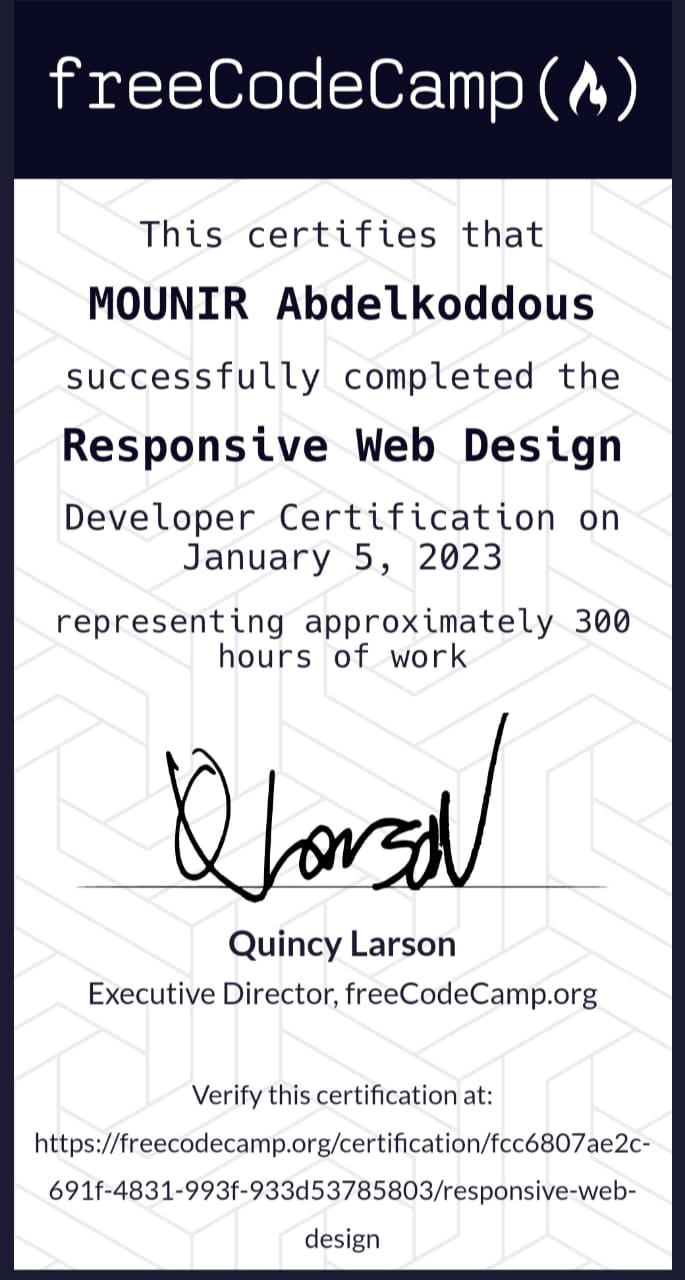 freeCodeCamp
This certifies that
MOUNIR Abdelkoddous
successfully completed the
Responsive Web Design
Developer Certification on
January 5, 2023
representing approximately 300
hours of work
Quincy Larson
Executive Director, freeCodeCamp.org
Verify this certification at:
https://freecodecamp.org/certification/fcc6807ae2c-
691f-4831-993f-933d53785803/responsive-web-
design